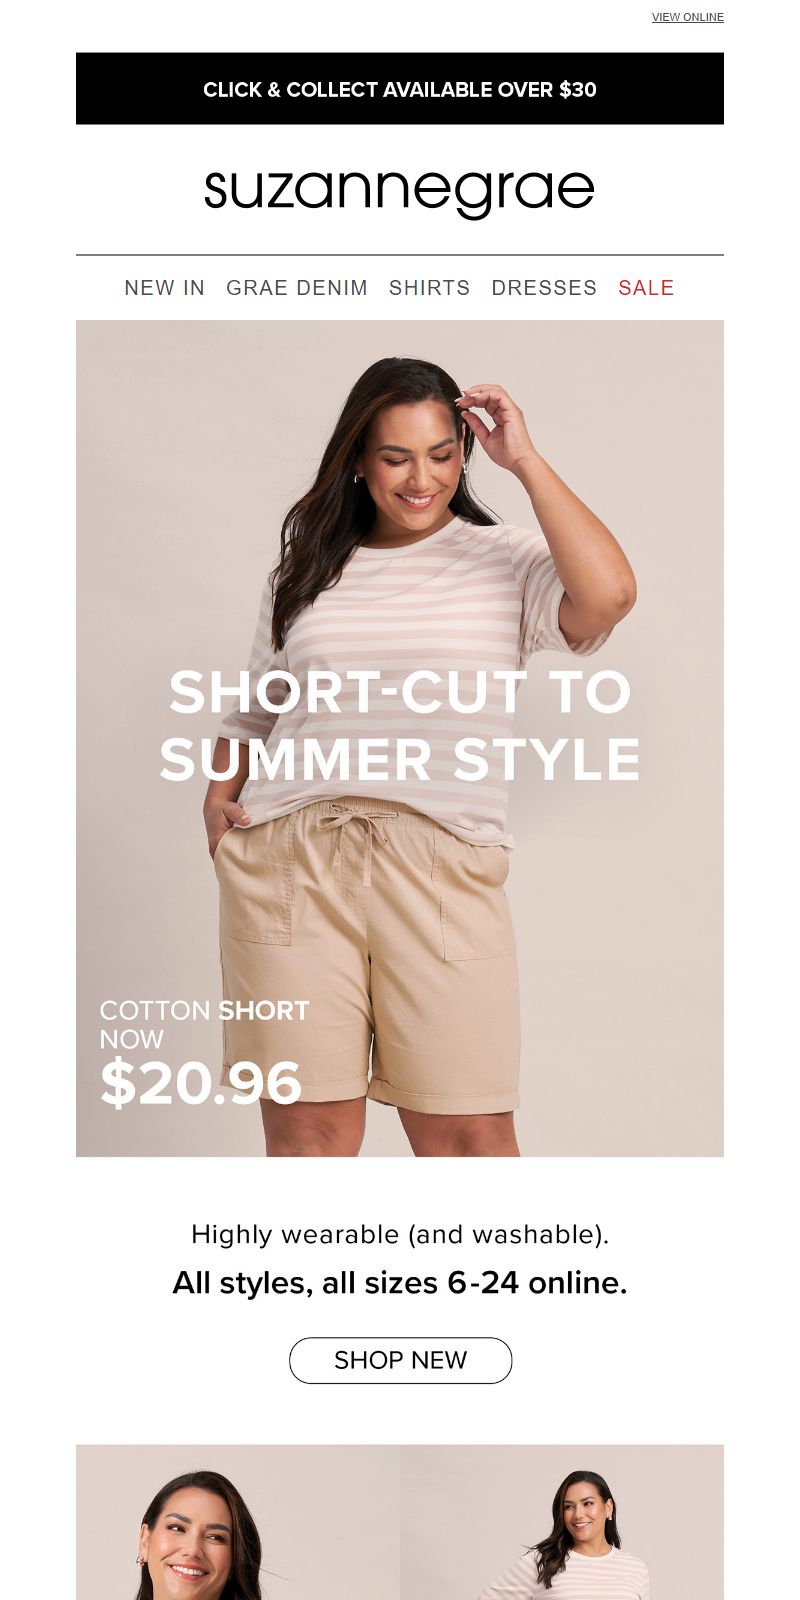 VIEW ONLINE
CLICK & COLLECT AVAILABLE OVER $30
suzannegrae
NEW IN GRAE DENIM SHIRTS DRESSES SALE
SHORT-CUT TO
SUMMER STYLE
COTTON SHORT
NOW
$20.96
Highly wearable (and washable).
All styles, all sizes 6-24 online.
SHOP NEW